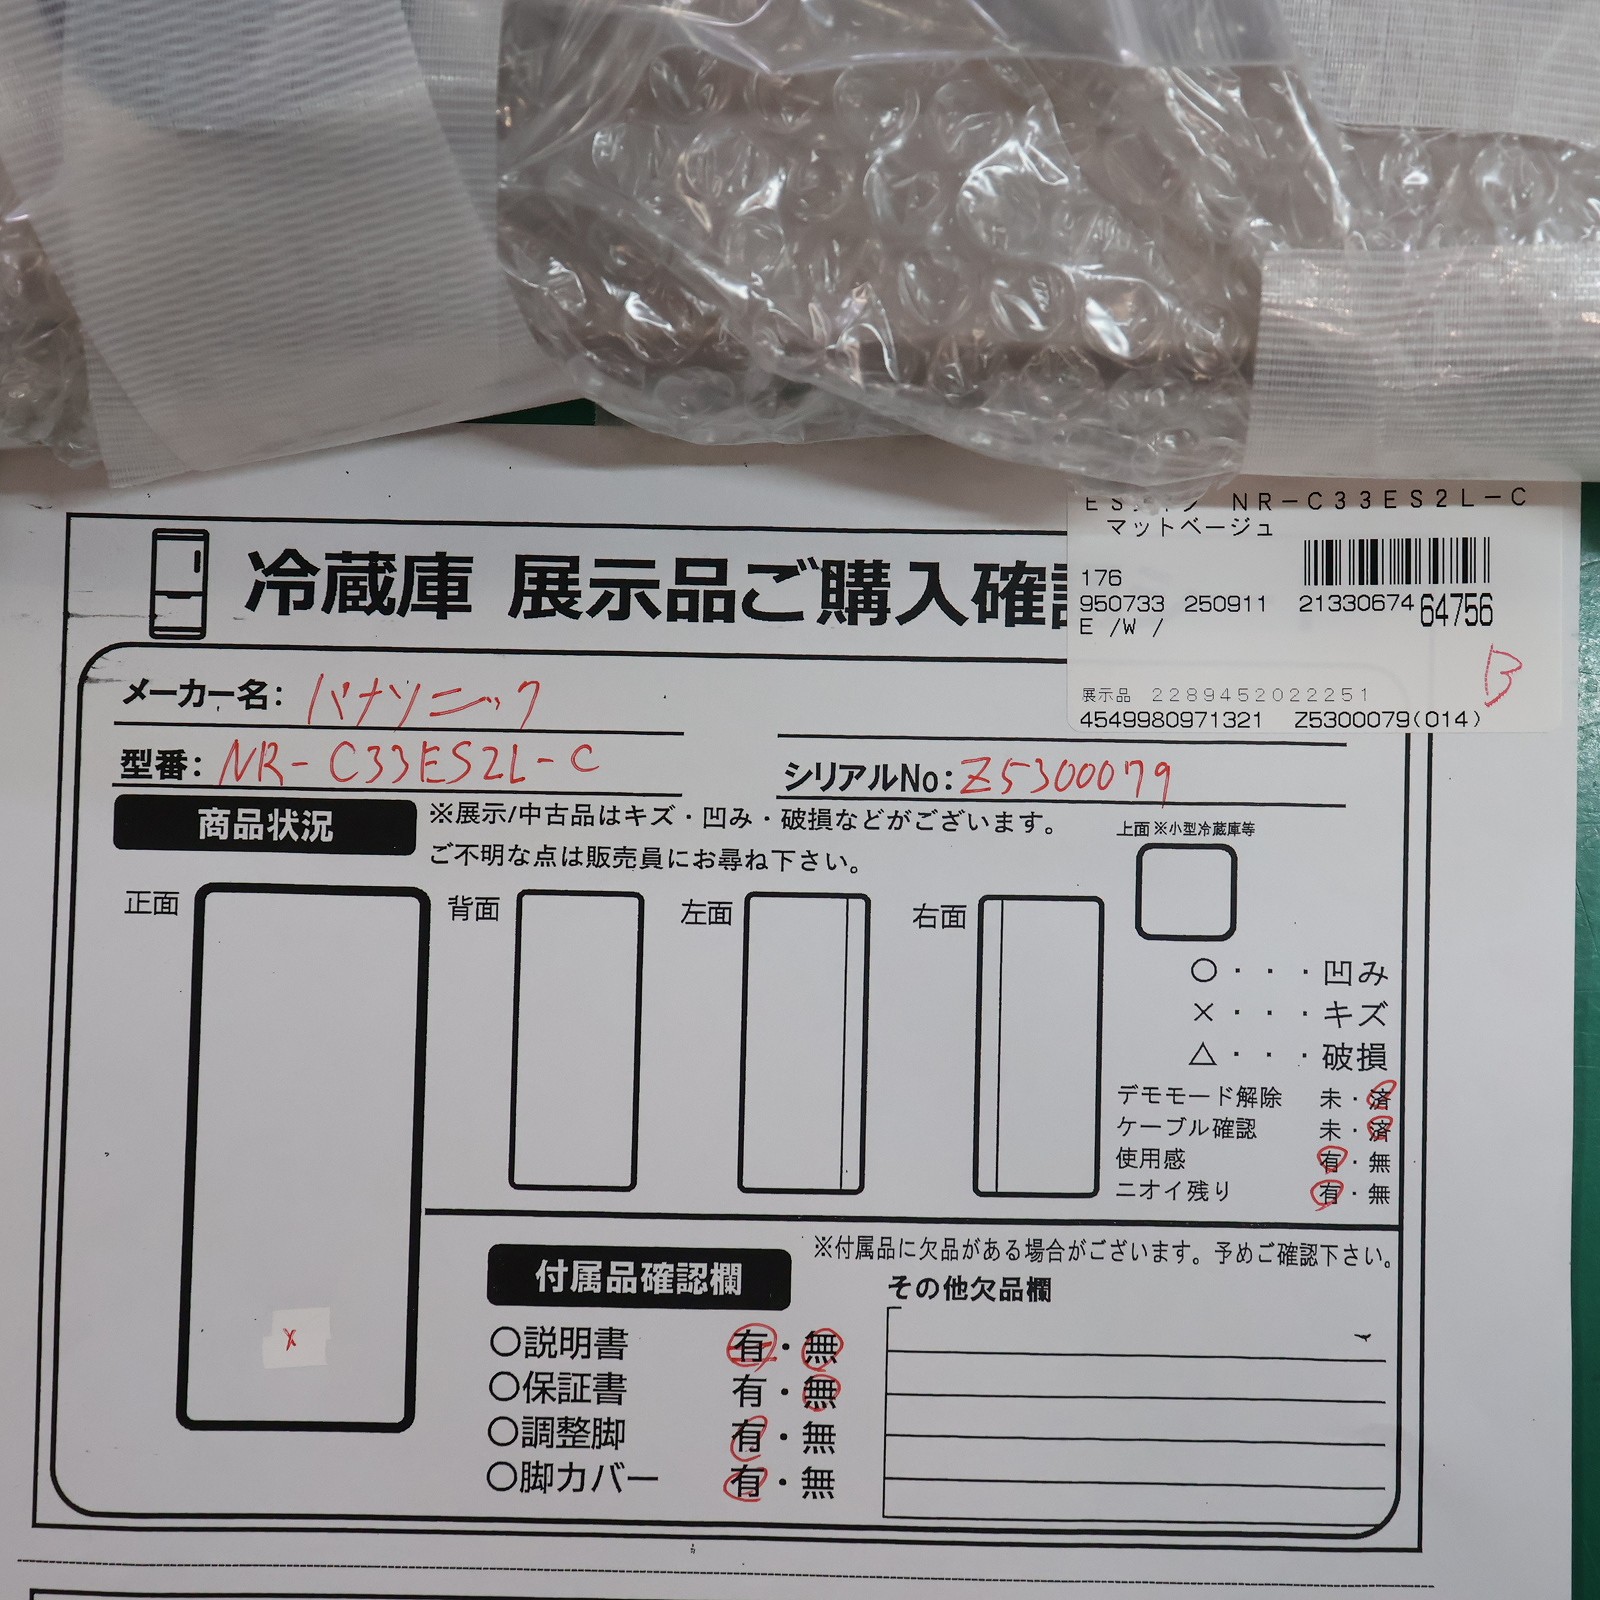 NR-C33ES2L-C
マットベージュ
176
950733 250911 21330674 64756
E /W /
B
展示品 2289452022251
4549980971321 Z5300079(014)
冷蔵庫 展示品ご購入確
メーカー名: パナソニック
型番: NR-C33ES2L-C
シリアルNo: Z5300079
商品状況
※展示/中古品はキズ・凹み・破損などがございます。
ご不明な点は販売員にお尋ね下さい。
上面 ※小型冷蔵庫等
正面
背面
左面
右面
○・・・凹み
×・・・キズ
△・・・破損
デモモード解除 未・済
ケーブル確認 未・済
使用感 有・無
ニオイ残り 有・無
x
付属品確認欄
※付属品に欠品がある場合がございます。予めご確認下さい。
その他欠品欄
○説明書 有・無
○保証書 有・無
○調整脚 有・無
○脚カバー 有・無